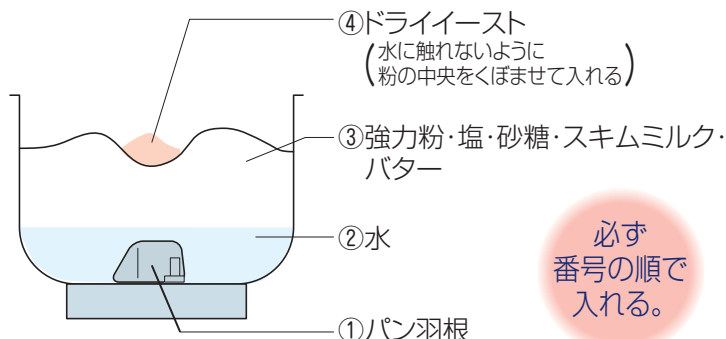 ④ドライイースト
(水に触れないように
粉の中央をくぼませて入れる)
③強力粉・塩・砂糖・スキムミルク・
バター
②水
必ず
番号の順で
入れる。
①パン羽根